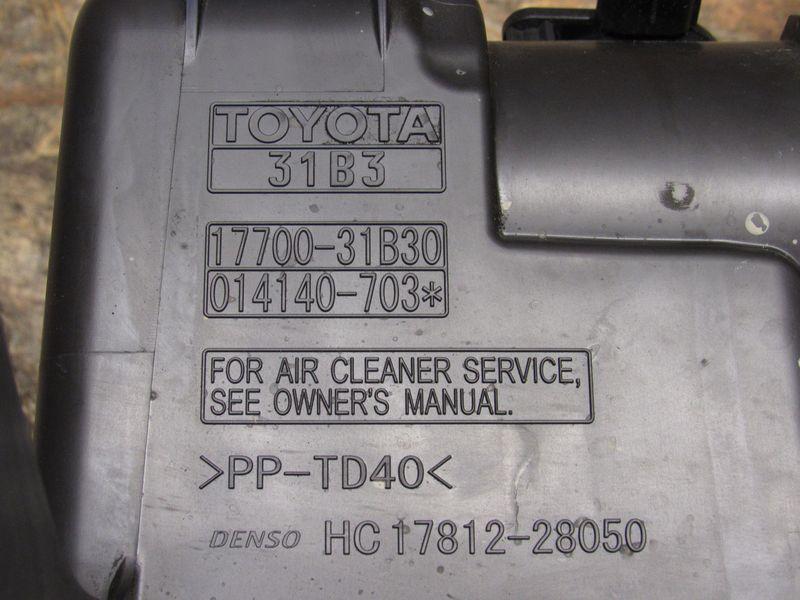 TOYOTA
31B3
17700-31B30
014140-703*
FOR AIR CLEANER SERVICE,
SEE OWNER'S MANUAL.
>PP-TD40<
DENSO HC 17812-28050